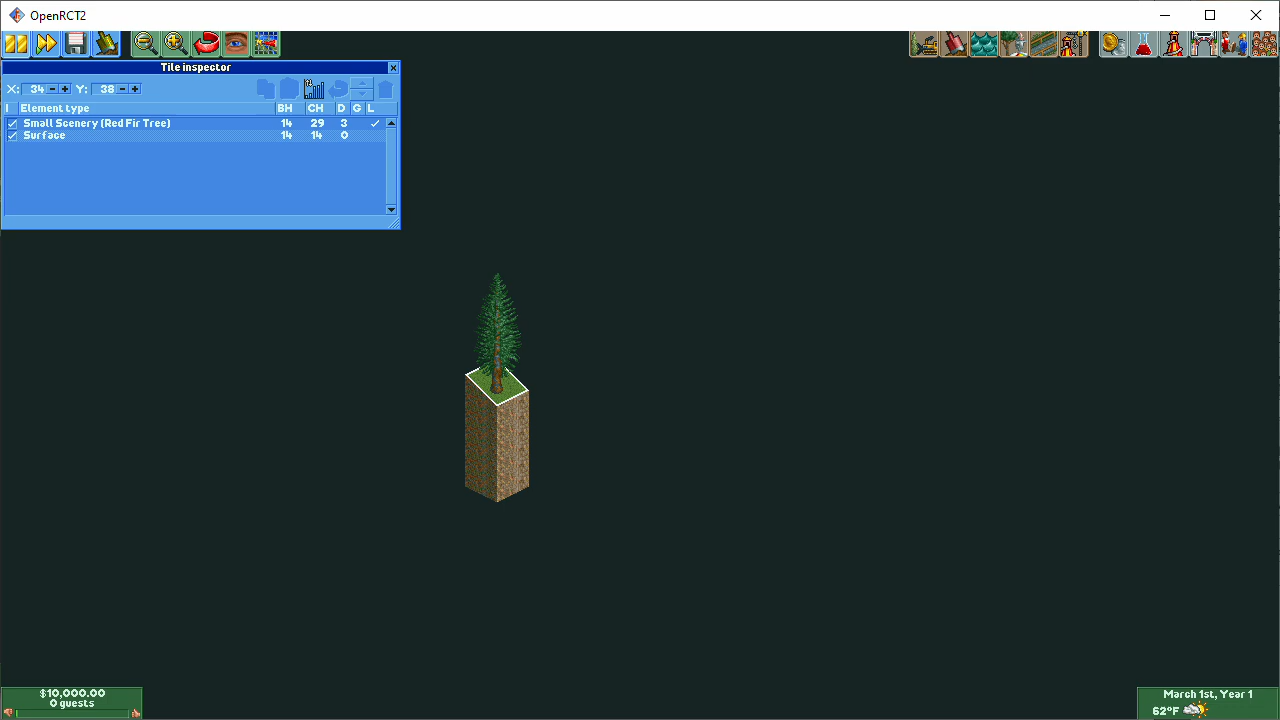 OpenRCT2
Tile inspector
X: 34 - + Y: 38 - +
I Element type BH CH D G L
Small Scenery (Red Fir Tree) 14 29 3 ✓
Surface 14 14 0
$10,000.00
0 guests
March 1st, Year 1
62°F